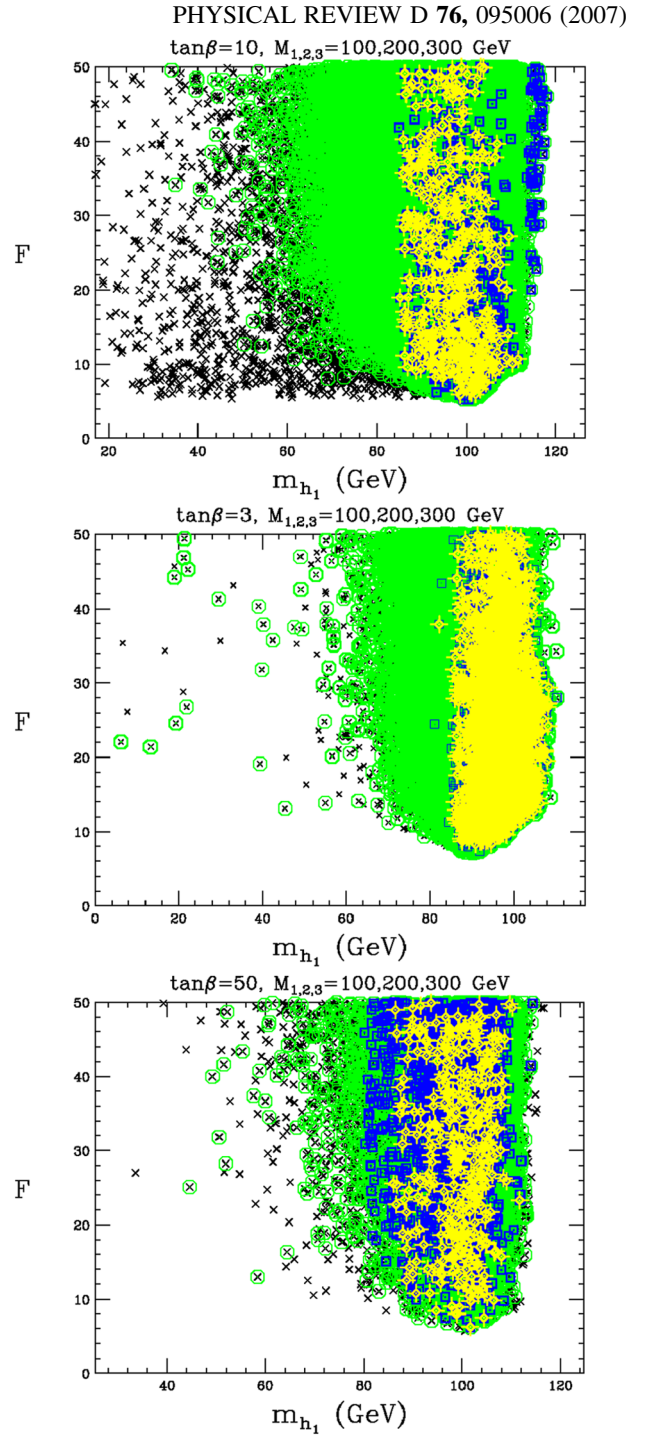 PHYSICAL REVIEW D 76, 095006 (2007)
tanβ=10, M1,2,3=100,200,300 GeV
50
40
30
20
10
0
F
20 40 60 80 100 120
mh1 (GeV)
tanβ=3, M1,2,3=100,200,300 GeV
50
40
30
20
10
0
F
0 20 40 60 80 100
mh1 (GeV)
tanβ=50, M1,2,3=100,200,300 GeV
50
40
30
20
10
0
F
40 60 80 100 120
mh1 (GeV)